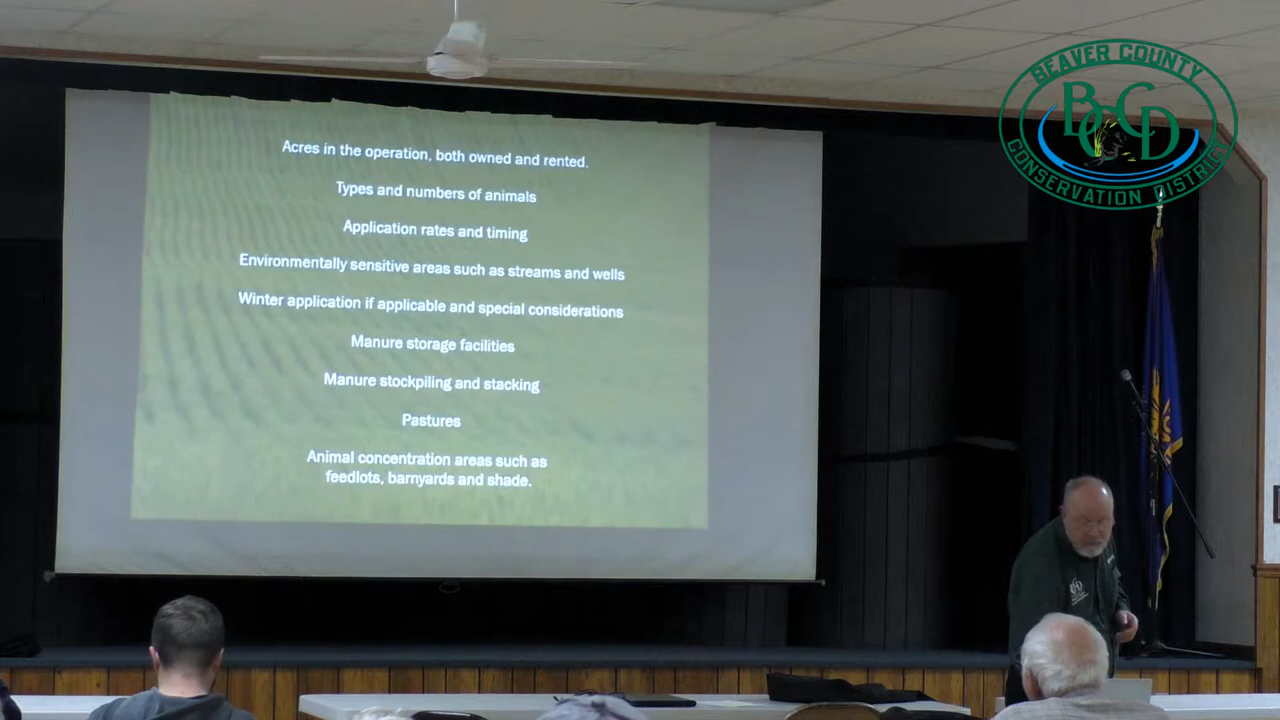 BEAVER COUNTY
BCCD
CONSERVATION DISTRICT
Acres in the operation, both owned and rented.
Types and numbers of animals
Application rates and timing
Environmentally sensitive areas such as streams and wells
Winter application if applicable and special considerations
Manure storage facilities
Manure stockpiling and stacking
Pastures
Animal concentration areas such as
feedlots, barnyards and shade.